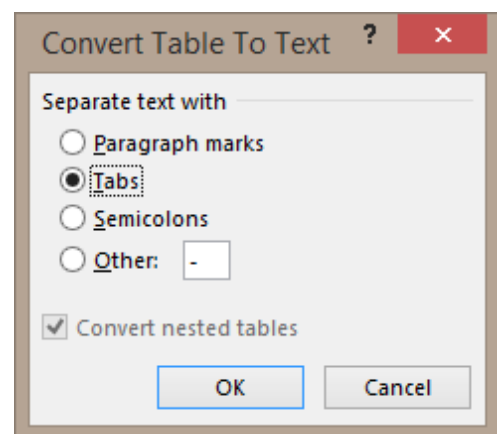 Convert Table To Text ? ×
Separate text with
Paragraph marks
Tabs
Semicolons
Other: -
Convert nested tables
OK Cancel